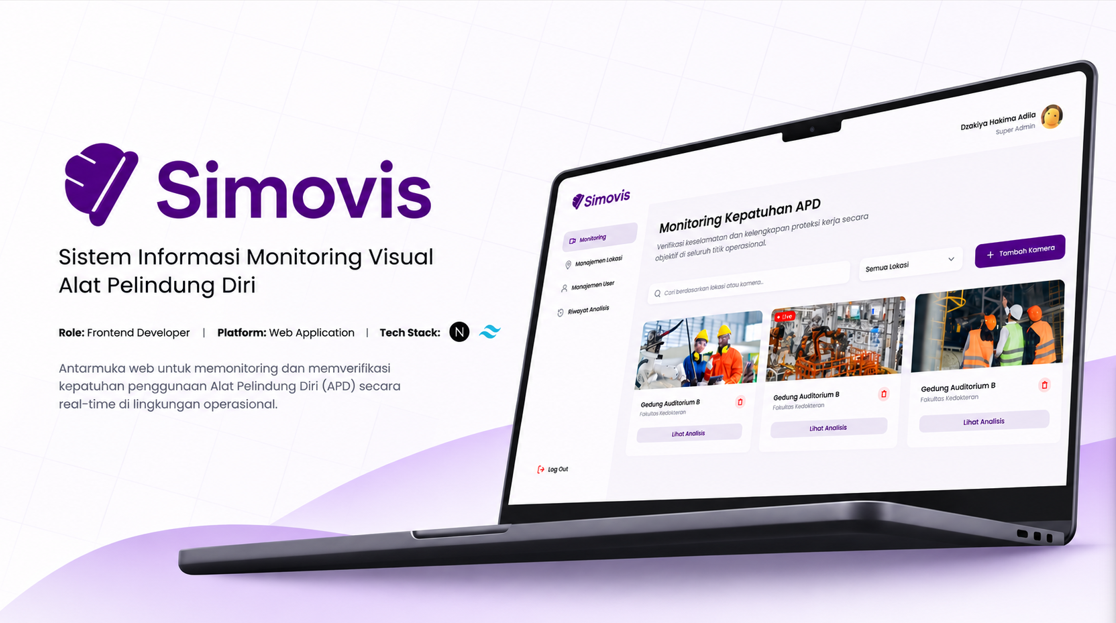 Simovis
Sistem Informasi Monitoring Visual
Alat Pelindung Diri
Role: Frontend Developer | Platform: Web Application | Tech Stack: N
Antarmuka web untuk memonitoring dan memverifikasi
kepatuhan penggunaan Alat Pelindung Diri (APD) secara
real-time di lingkungan operasional.
Dzakiya Hakima Adila
Super Admin
Simovis
Monitoring
Manajemen Lokasi
Manajemen User
Riwayat Analisis
Log Out
Monitoring Kepatuhan APD
Verifikasi keselamatan dan kelengkapan proteksi kerja secara
objektif di seluruh titik operasional.
Cari berdasarkan lokasi atau kamera..
Semua Lokasi
+ Tambah Kamera
Gedung Auditorium B
Fakultas Kedokteran
Lihat Analisis
Live
Gedung Auditorium B
Fakultas Kedokteran
Lihat Analisis
Gedung Auditorium B
Fakultas Kedokteran
Lihat Analisis